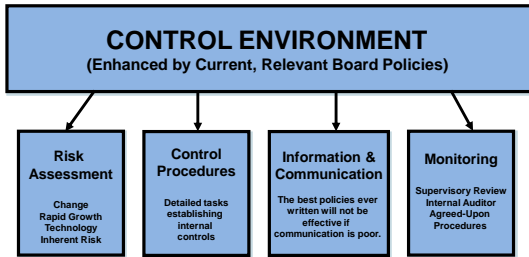 CONTROL ENVIRONMENT
(Enhanced by Current, Relevant Board Policies)
Risk
Assessment
Change
Rapid Growth
Technology
Inherent Risk
Control
Procedures
Detailed tasks
establishing
internal
controls
Information &
Communication
The best policies ever
written will not be
effective if
communication is poor.
Monitoring
Supervisory Review
Internal Auditor
Agreed-Upon
Procedures